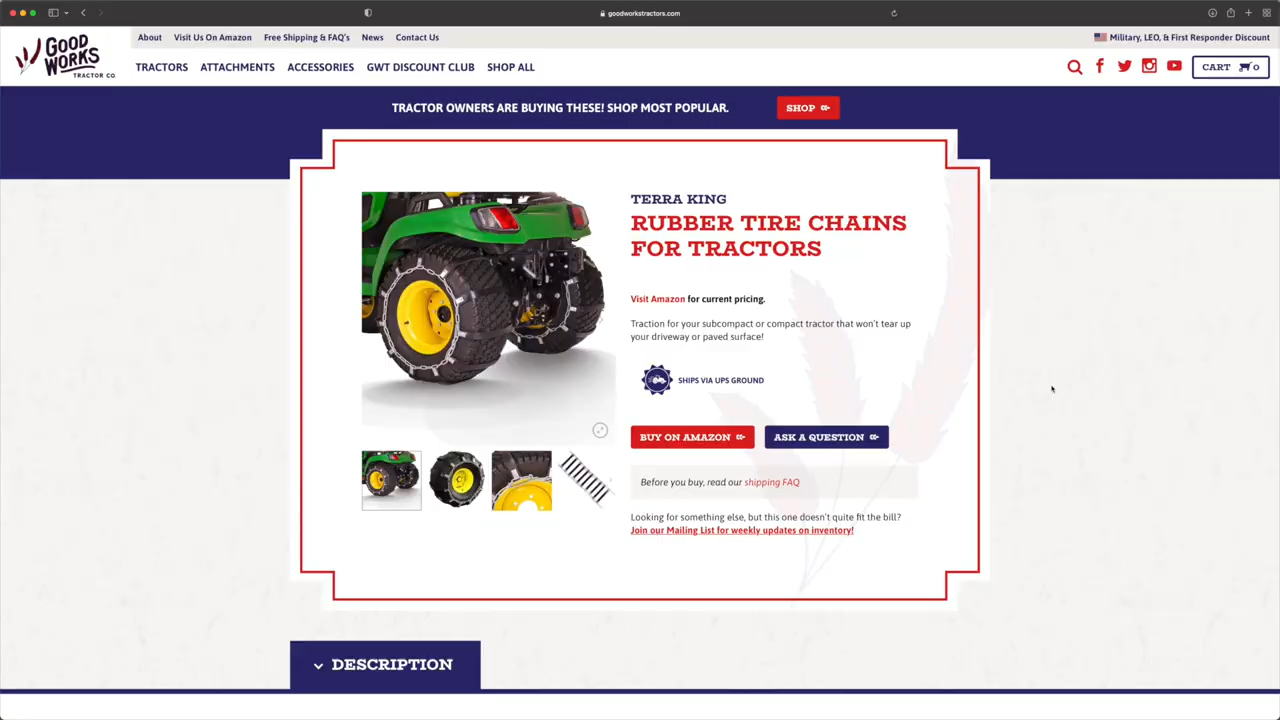 goodworkstractors.com
GOOD
WORKS
TRACTOR CO.
About Visit Us On Amazon Free Shipping & FAQ's News Contact Us
Military, LEO, & First Responder Discount
TRACTORS ATTACHMENTS ACCESSORIES GWT DISCOUNT CLUB SHOP ALL
CART 0
TRACTOR OWNERS ARE BUYING THESE! SHOP MOST POPULAR.
SHOP
TERRA KING
RUBBER TIRE CHAINS
FOR TRACTORS
Visit Amazon for current pricing.
Traction for your subcompact or compact tractor that won't tear up
your driveway or paved surface!
SHIPS VIA UPS GROUND
BUY ON AMAZON
ASK A QUESTION
Before you buy, read our shipping FAQ
Looking for something else, but this one doesn't quite fit the bill?
Join our Mailing List for weekly updates on inventory!
DESCRIPTION